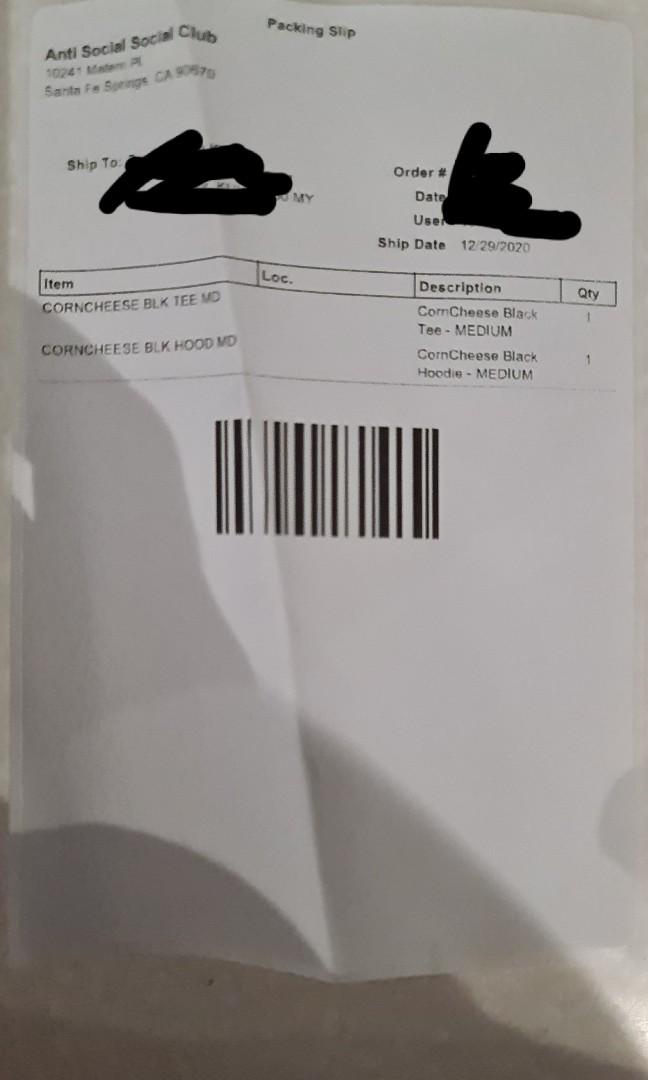 Packing Slip
Anti Social Social Club
10241 Matern Pl
Santa Fe Springs, CA 90670
Ship To:
MY
Order #
Date
User
Ship Date 12/29/2020
Item Loc. Description Qty
CORNCHEESE BLK TEE MD CornCheese Black 1
Tee - MEDIUM
CORNCHEESE BLK HOOD MD CornCheese Black 1
Hoodie - MEDIUM